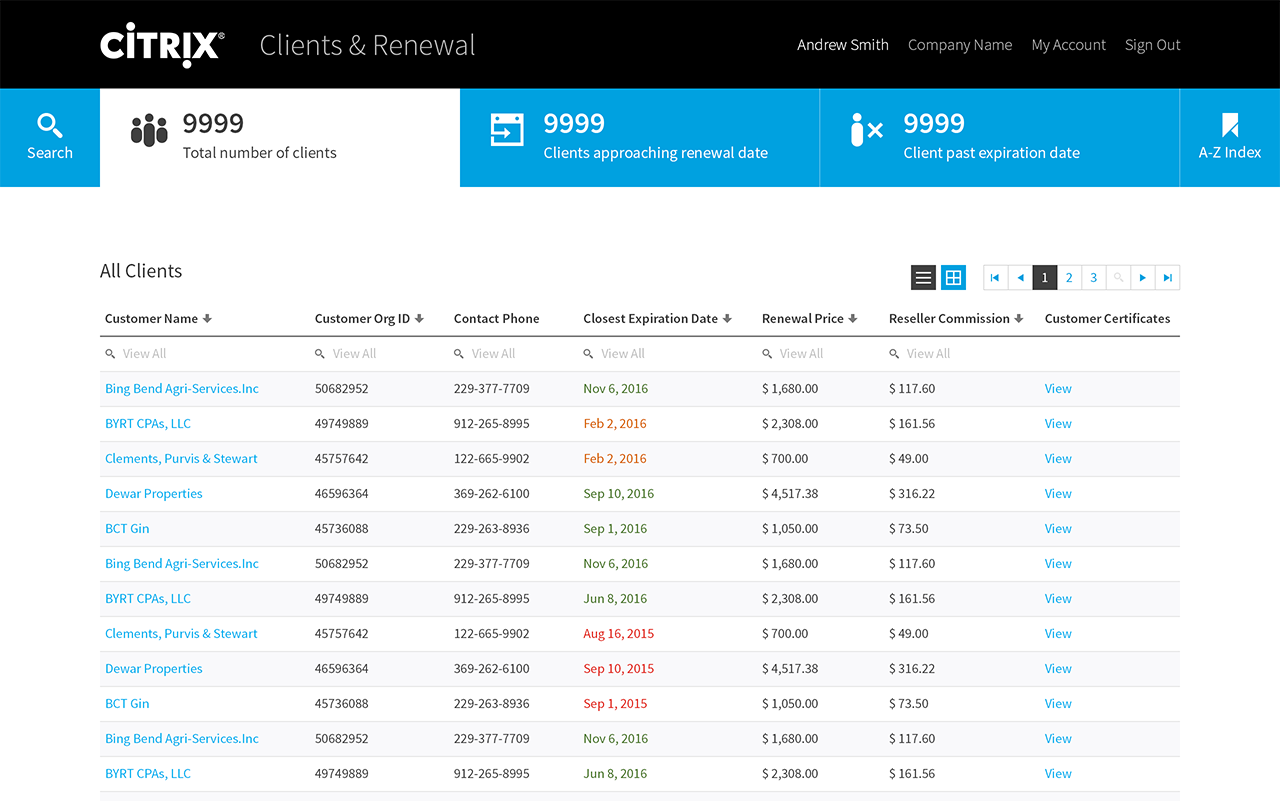 CİTRIX® Clients & Renewal Andrew Smith Company Name My Account Sign Out
Search
9999
Total number of clients
9999
Clients approaching renewal date
9999
Client past expiration date
A-Z Index
All Clients
1 2 3
Customer Name Customer Org ID Contact Phone Closest Expiration Date Renewal Price Reseller Commission Customer Certificates
View All View All View All View All View All View All
Bing Bend Agri-Services.Inc 50682952 229-377-7709 Nov 6, 2016 $ 1,680.00 $ 117.60 View
BYRT CPAs, LLC 49749889 912-265-8995 Feb 2, 2016 $ 2,308.00 $ 161.56 View
Clements, Purvis & Stewart 45757642 122-665-9902 Feb 2, 2016 $ 700.00 $ 49.00 View
Dewar Properties 46596364 369-262-6100 Sep 10, 2016 $ 4,517.38 $ 316.22 View
BCT Gin 45736088 229-263-8936 Sep 1, 2016 $ 1,050.00 $ 73.50 View
Bing Bend Agri-Services.Inc 50682952 229-377-7709 Nov 6, 2016 $ 1,680.00 $ 117.60 View
BYRT CPAs, LLC 49749889 912-265-8995 Jun 8, 2016 $ 2,308.00 $ 161.56 View
Clements, Purvis & Stewart 45757642 122-665-9902 Aug 16, 2015 $ 700.00 $ 49.00 View
Dewar Properties 46596364 369-262-6100 Sep 10, 2015 $ 4,517.38 $ 316.22 View
BCT Gin 45736088 229-263-8936 Sep 1, 2015 $ 1,050.00 $ 73.50 View
Bing Bend Agri-Services.Inc 50682952 229-377-7709 Nov 6, 2016 $ 1,680.00 $ 117.60 View
BYRT CPAs, LLC 49749889 912-265-8995 Jun 8, 2016 $ 2,308.00 $ 161.56 View